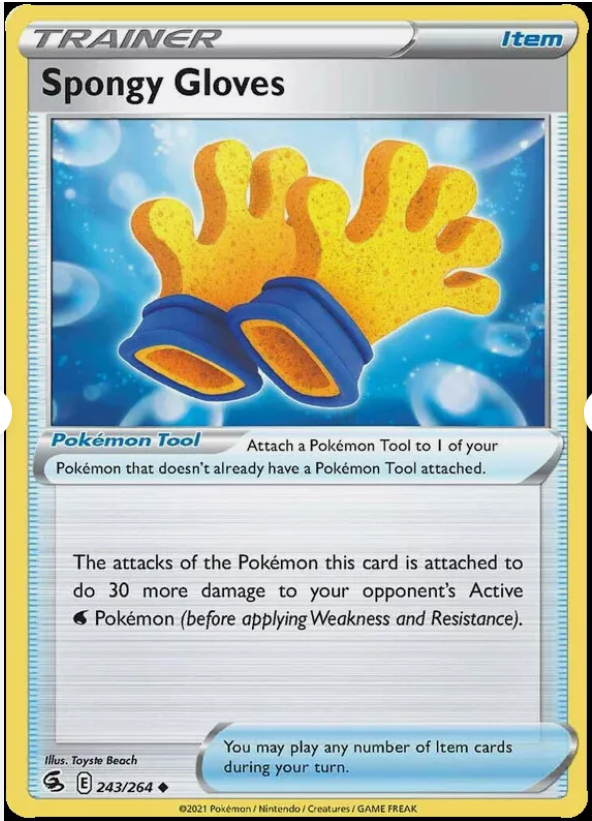 TRAINER
Item
Spongy Gloves
Pokémon Tool
Attach a Pokémon Tool to 1 of your
Pokémon that doesn't already have a Pokémon Tool attached.
The attacks of the Pokémon this card is attached to
do 30 more damage to your opponent's Active
Pokémon (before applying Weakness and Resistance).
You may play any number of Item cards
during your turn.
Illus. Toyste Beach
E 243/264
©2021 Pokémon / Nintendo / Creatures / GAME FREAK